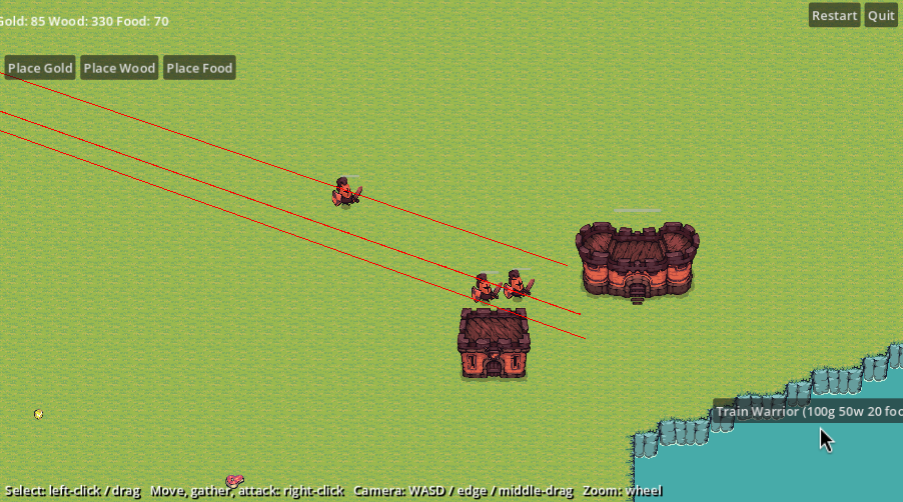 Gold: 85 Wood: 330 Food: 70
Restart Quit
Place Gold Place Wood Place Food
Train Warrior (100g 50w 20 foo
Select: left-click / drag Move, gather, attack: right-click Camera: WASD / edge / middle-drag Zoom: wheel